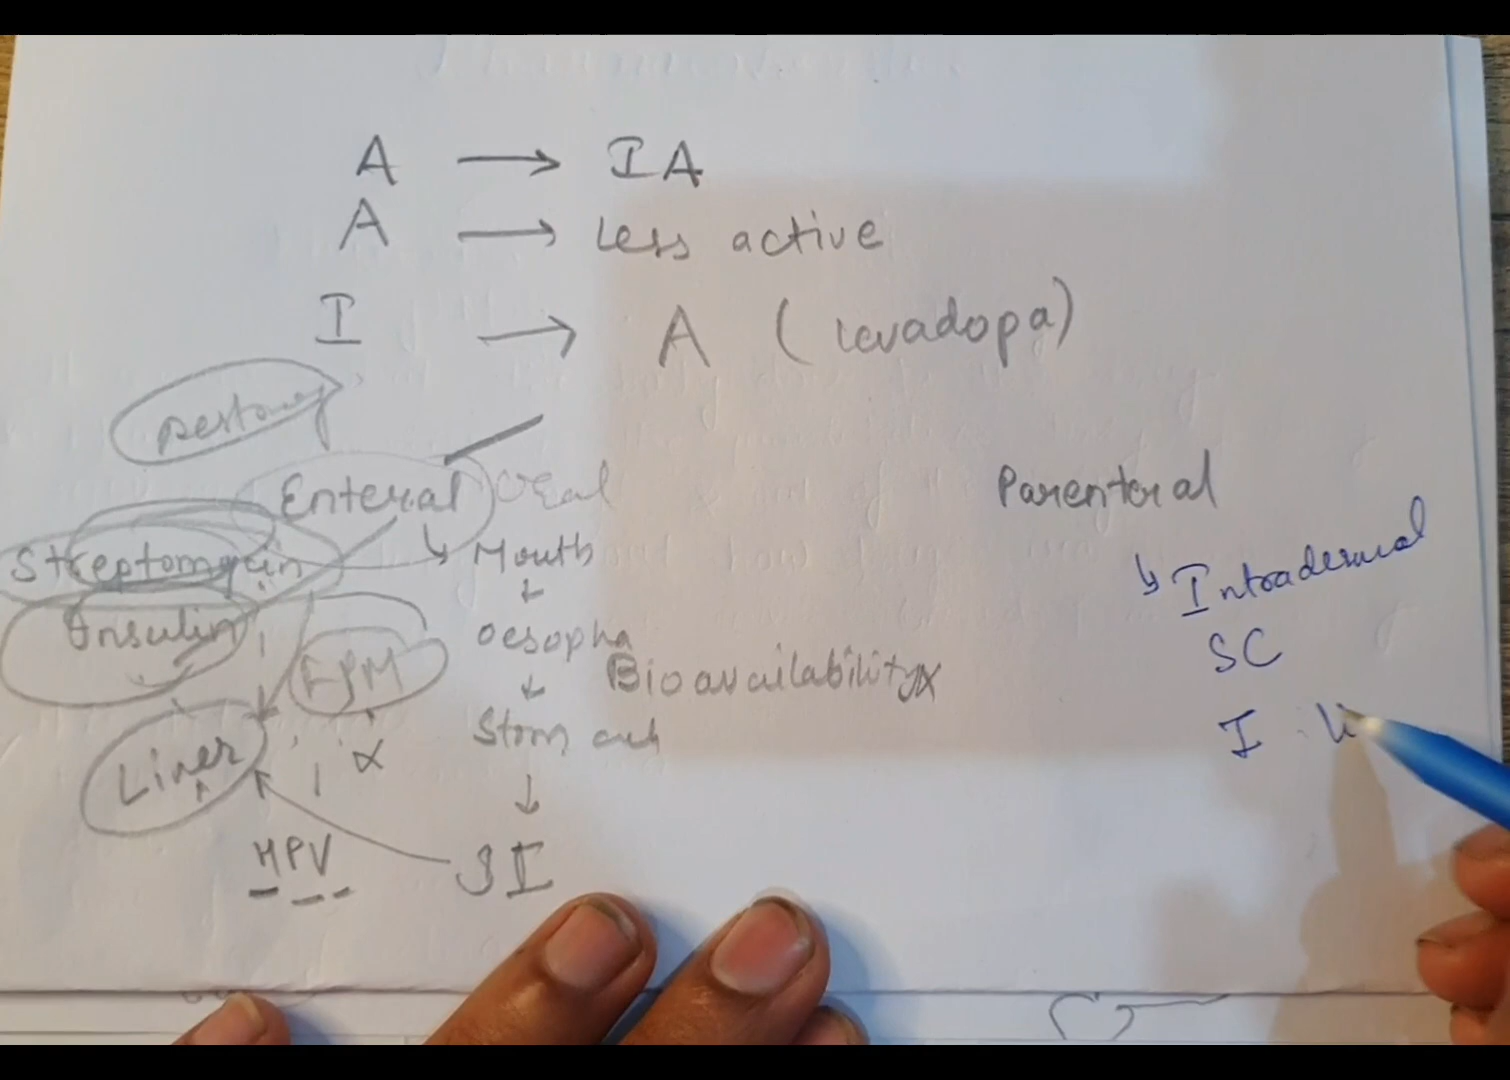 A → IA
A → Less active
I → A (levadopa)
Enteral Oral
Parenteral
Streptomycin
↳ Mouth
↳ Intradermal
↓
Insulin
Oesopha
SC
FPM
Bioavailability x
↓
Liver
x
Stomach
I.
↓
HPV
SI